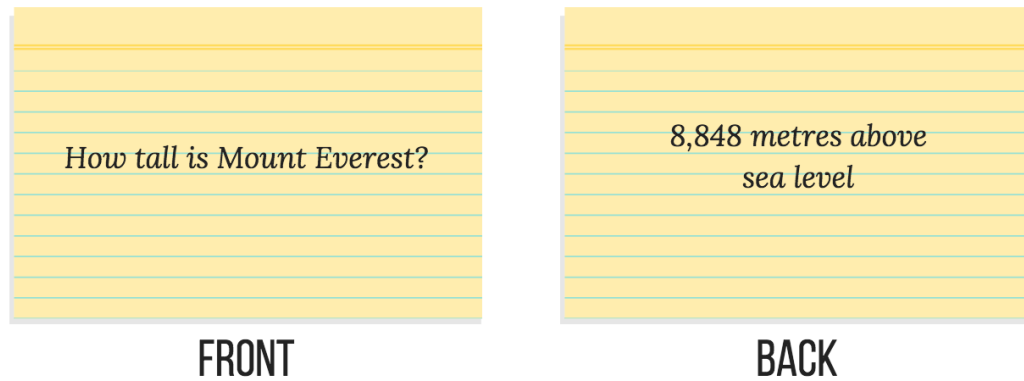 How tall is Mount Everest?
8,848 metres above
sea level
FRONT
BACK